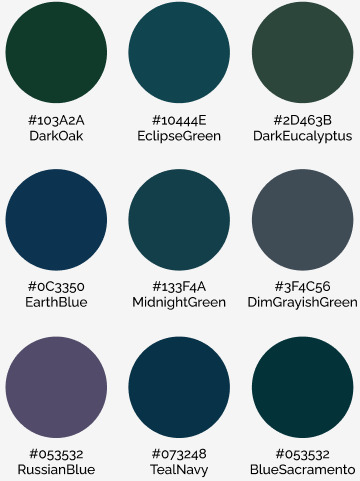 #103A2A
DarkOak
#10444E
EclipseGreen
#2D463B
DarkEucalyptus
#0C3350
EarthBlue
#133F4A
MidnightGreen
#3F4C56
DimGrayishGreen
#053532
RussianBlue
#073248
TealNavy
#053532
BlueSacramento